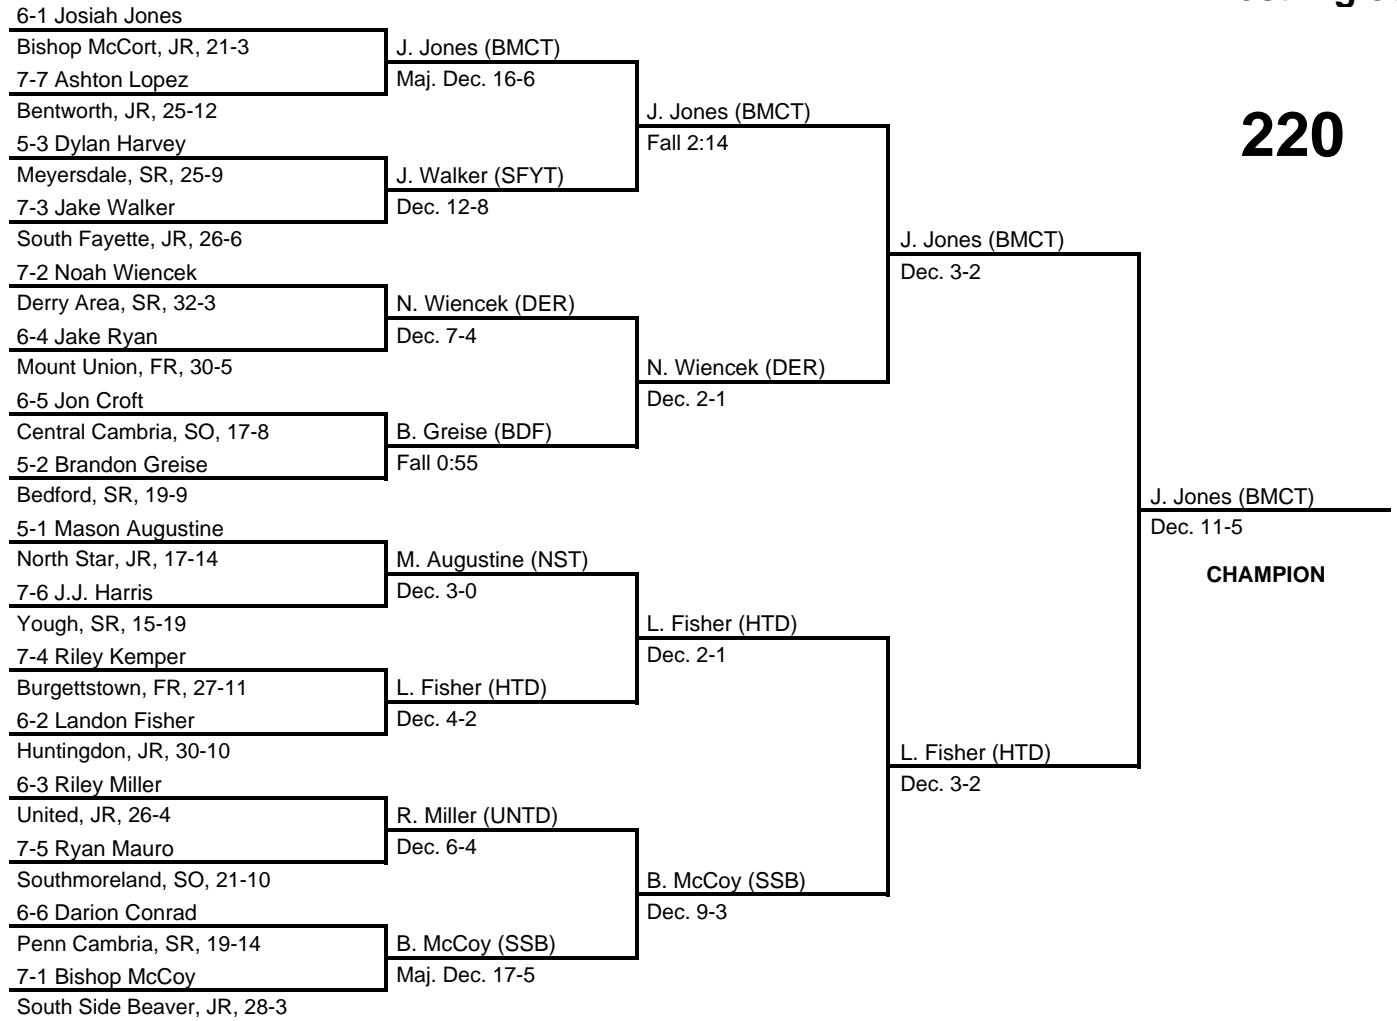 6-1 Josiah Jones
Bishop McCort, JR, 21-3
J. Jones (BMCT)
7-7 Ashton Lopez
Maj. Dec. 16-6
Bentworth, JR, 25-12
J. Jones (BMCT)
220
5-3 Dylan Harvey
Fall 2:14
Meyersdale, SR, 25-9
J. Walker (SFYT)
7-3 Jake Walker
Dec. 12-8
South Fayette, JR, 26-6
J. Jones (BMCT)
7-2 Noah Wiencek
Dec. 3-2
Derry Area, SR, 32-3
N. Wiencek (DER)
6-4 Jake Ryan
Dec. 7-4
Mount Union, FR, 30-5
N. Wiencek (DER)
6-5 Jon Croft
Dec. 2-1
Central Cambria, SO, 17-8
B. Greise (BDF)
5-2 Brandon Greise
Fall 0:55
Bedford, SR, 19-9
J. Jones (BMCT)
5-1 Mason Augustine
Dec. 11-5
North Star, JR, 17-14
M. Augustine (NST)
CHAMPION
7-6 J.J. Harris
Dec. 3-0
Yough, SR, 15-19
L. Fisher (HTD)
7-4 Riley Kemper
Dec. 2-1
Burgettstown, FR, 27-11
L. Fisher (HTD)
6-2 Landon Fisher
Dec. 4-2
Huntingdon, JR, 30-10
L. Fisher (HTD)
6-3 Riley Miller
Dec. 3-2
United, JR, 26-4
R. Miller (UNTD)
7-5 Ryan Mauro
Dec. 6-4
Southmoreland, SO, 21-10
B. McCoy (SSB)
6-6 Darion Conrad
Dec. 9-3
Penn Cambria, SR, 19-14
B. McCoy (SSB)
7-1 Bishop McCoy
Maj. Dec. 17-5
South Side Beaver, JR, 28-3